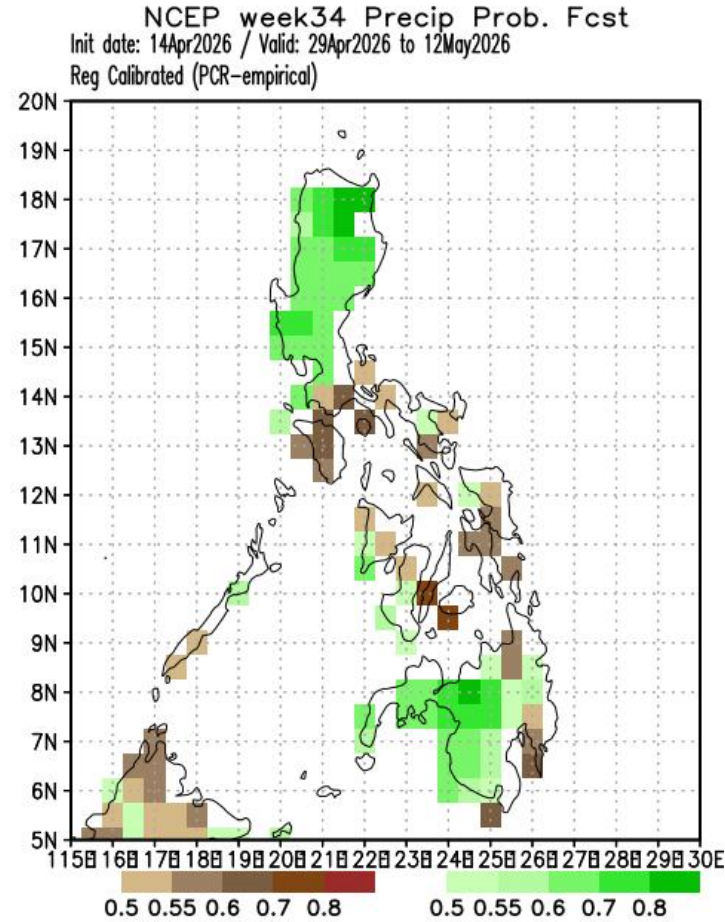 NCEP week34 Precip Prob. Fcst
Init date: 14Apr2026 / Valid: 29Apr2026 to 12May2026
Reg Calibrated (PCR-empirical)
20N
19N
18N
17N
16N
15N
14N
13N
12N
11N
10N
9N
8N
7N
6N
5N
115E 116E 117E 118E 119E 120E 121E 122E 123E 124E 125E 126E 127E 128E 129E 130E
0.5 0.55 0.6 0.7 0.8 0.5 0.55 0.6 0.7 0.8